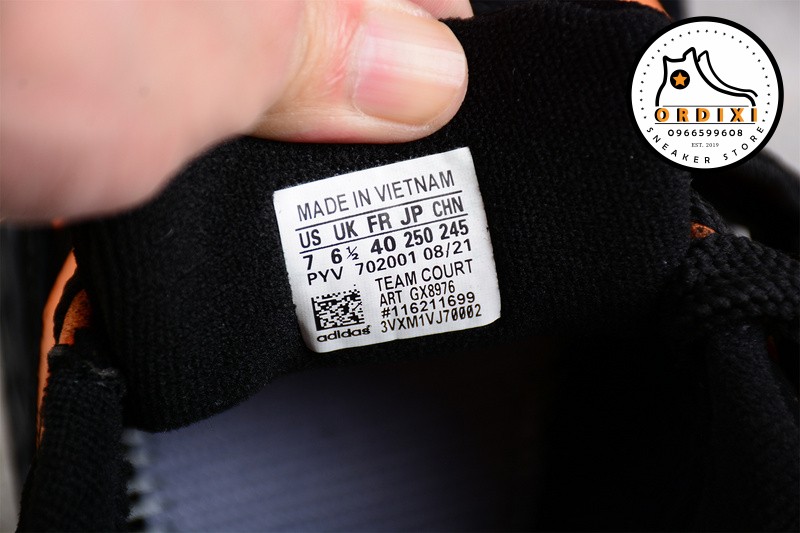 MADE IN VIETNAM
US UK FR JP CHN
7 6½ 40 250 245
PYV 702001 08/21
TEAM COURT
ART GX8976
#116211699
3VXM1VJ70002
adidas
ORDIXI
0966599608
EST. 2019
SNEAKER STORE